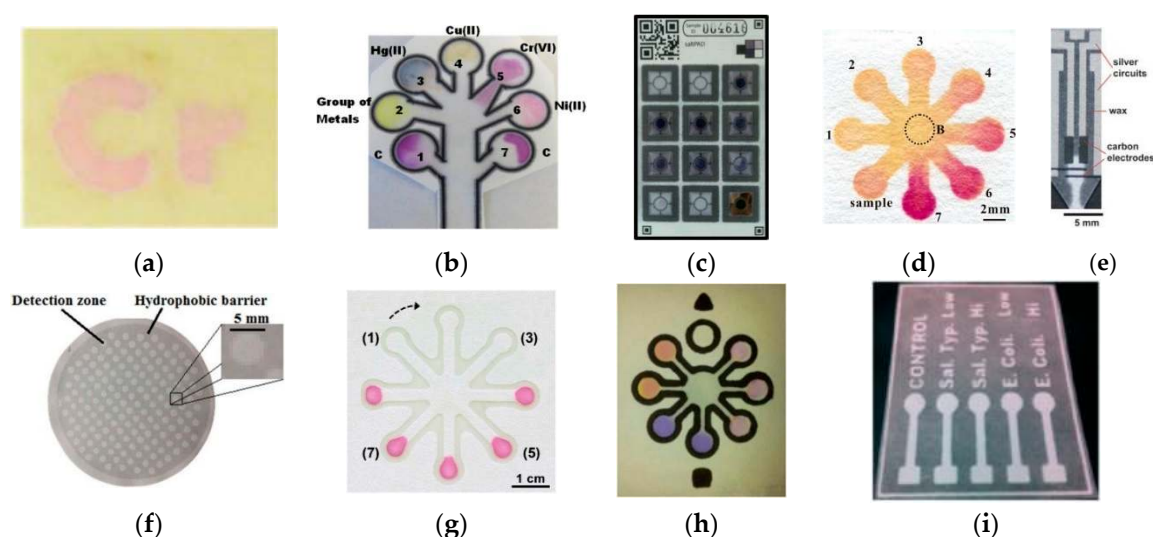 Cu(II)
Hg(II)
Cr(VI)
4
3
5
Group of
Metals
2
6
Ni(II)
C
1
7
C
Cr
004616
saltPAD
3
2
4
1
B
5
sample
6
7
2mm
silver
circuits
wax
carbon
electrodes
5 mm
(a)
(b)
(c)
(d)
(e)
Detection zone
Hydrophobic barrier
5 mm
(1)
(3)
(7)
(5)
1 cm
CONTROL
Sal. Typ. Low
Sal. Typ. Hi
E. Coli. Low
E. Coli. Hi
(f)
(g)
(h)
(i)